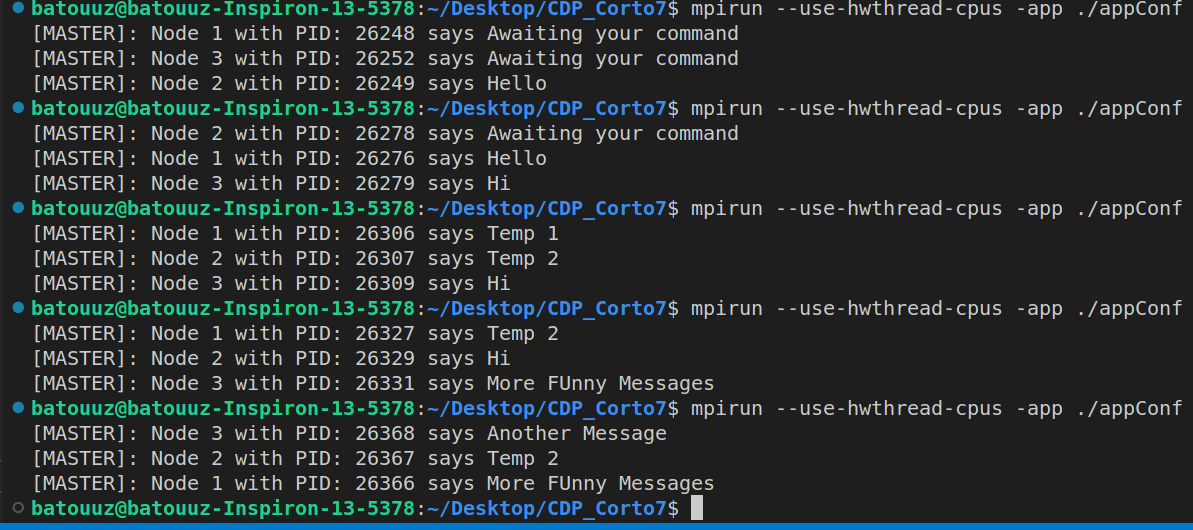 batouuz@batouuz-Inspiron-13-5378:~/Desktop/CDP_Corto7$ mpirun --use-hwthread-cpus -app ./appConf
[MASTER]: Node 1 with PID: 26248 says Awaiting your command
[MASTER]: Node 3 with PID: 26252 says Awaiting your command
[MASTER]: Node 2 with PID: 26249 says Hello
batouuz@batouuz-Inspiron-13-5378:~/Desktop/CDP_Corto7$ mpirun --use-hwthread-cpus -app ./appConf
[MASTER]: Node 2 with PID: 26278 says Awaiting your command
[MASTER]: Node 1 with PID: 26276 says Hello
[MASTER]: Node 3 with PID: 26279 says Hi
batouuz@batouuz-Inspiron-13-5378:~/Desktop/CDP_Corto7$ mpirun --use-hwthread-cpus -app ./appConf
[MASTER]: Node 1 with PID: 26306 says Temp 1
[MASTER]: Node 2 with PID: 26307 says Temp 2
[MASTER]: Node 3 with PID: 26309 says Hi
batouuz@batouuz-Inspiron-13-5378:~/Desktop/CDP_Corto7$ mpirun --use-hwthread-cpus -app ./appConf
[MASTER]: Node 1 with PID: 26327 says Temp 2
[MASTER]: Node 2 with PID: 26329 says Hi
[MASTER]: Node 3 with PID: 26331 says More FUnny Messages
batouuz@batouuz-Inspiron-13-5378:~/Desktop/CDP_Corto7$ mpirun --use-hwthread-cpus -app ./appConf
[MASTER]: Node 3 with PID: 26368 says Another Message
[MASTER]: Node 2 with PID: 26367 says Temp 2
[MASTER]: Node 1 with PID: 26366 says More FUnny Messages
batouuz@batouuz-Inspiron-13-5378:~/Desktop/CDP_Corto7$